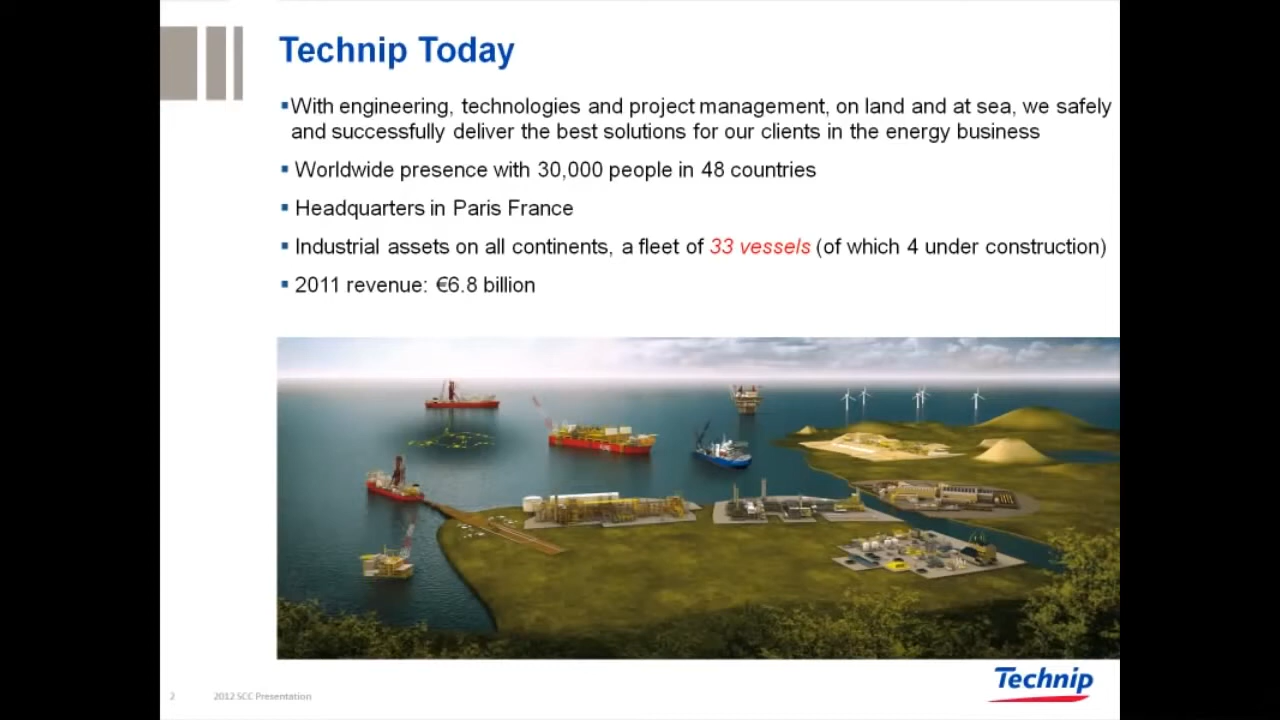 Technip Today
▪With engineering, technologies and project management, on land and at sea, we safely
and successfully deliver the best solutions for our clients in the energy business
▪ Worldwide presence with 30,000 people in 48 countries
▪ Headquarters in Paris France
▪ Industrial assets on all continents, a fleet of 33 vessels (of which 4 under construction)
▪ 2011 revenue: €6.8 billion
Technip
2 2012 SCC Presentation